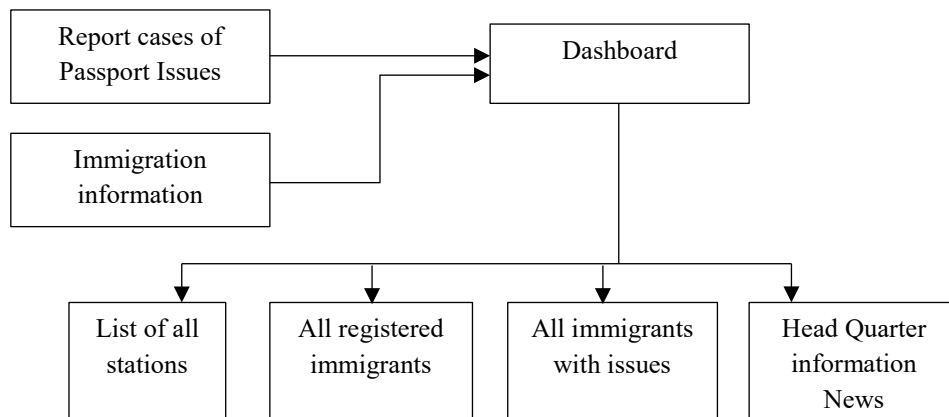 Report cases of
Passport Issues
Dashboard
Immigration
information
List of all
stations
All registered
immigrants
All immigrants
with issues
Head Quarter
information
News